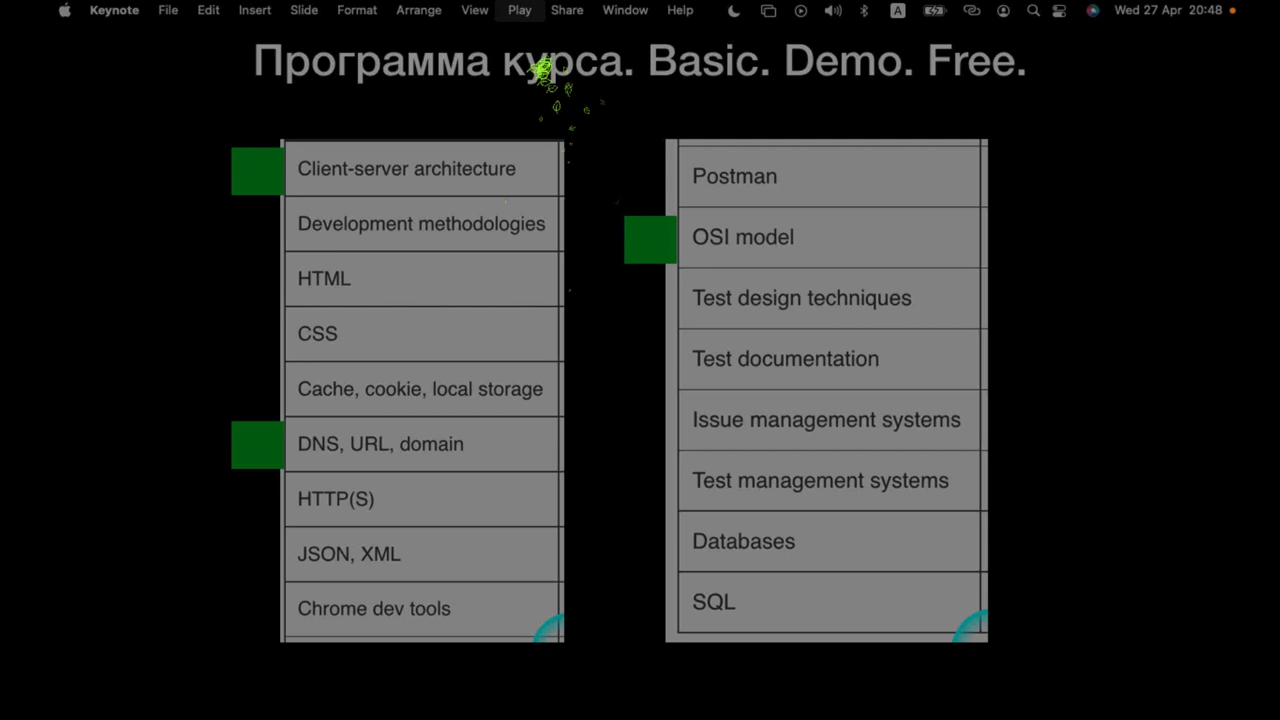 Keynote File Edit Insert Slide Format Arrange View Play Share Window Help A Wed 27 Apr 20:48
Программа курса. Basic. Demo. Free.
Client-server architecture
Development methodologies
HTML
CSS
Cache, cookie, local storage
DNS, URL, domain
HTTP(S)
JSON, XML
Chrome dev tools
Postman
OSI model
Test design techniques
Test documentation
Issue management systems
Test management systems
Databases
SQL